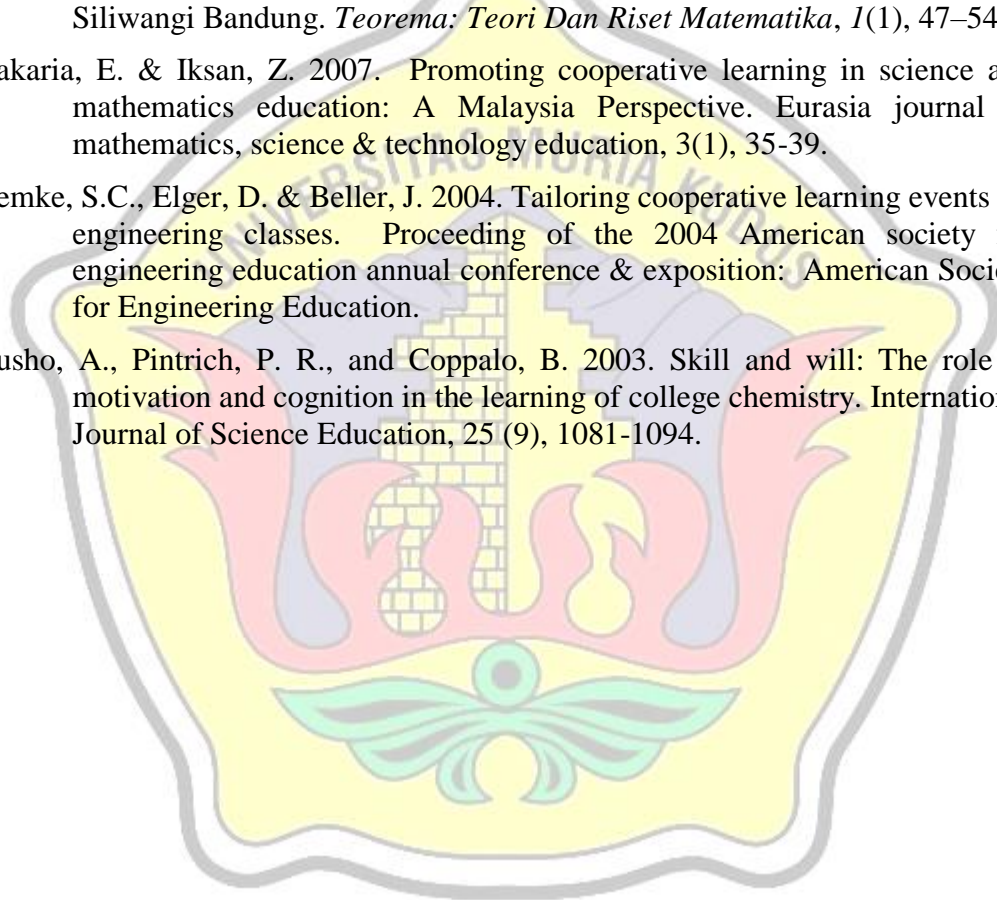 Siliwangi Bandung. Teorema: Teori Dan Riset Matematika, 1(1), 47–54
akaria, E. & Iksan, Z. 2007. Promoting cooperative learning in science a
mathematics education: A Malaysia Perspective. Eurasia journal
mathematics, science & technology education, 3(1), 35-39.
emke, S.C., Elger, D. & Beller, J. 2004. Tailoring cooperative learning events
engineering classes. Proceeding of the 2004 American society
engineering education annual conference & exposition: American Socie
for Engineering Education.
usho, A., Pintrich, P. R., and Coppalo, B. 2003. Skill and will: The role
motivation and cognition in the learning of college chemistry. Internation
Journal of Science Education, 25 (9), 1081-1094.
UNIVERSITAS MURIA KUDUS